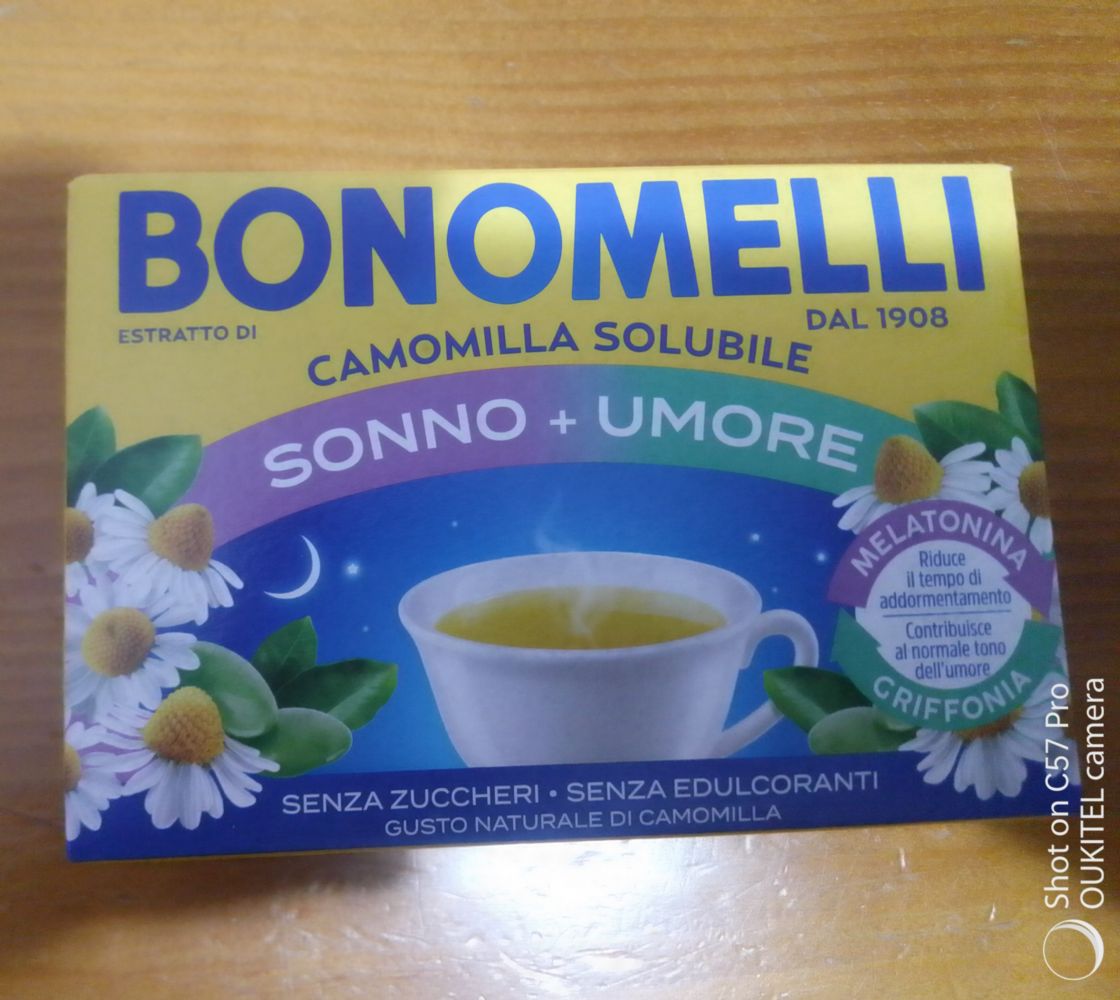 BONOMELLI
ESTRATTO DI
DAL 1908
CAMOMILLA SOLUBILE
SONNO + UMORE
MELATONINA
Riduce
il tempo di
addormentamento
Contribuisce
al normale tono
dell'umore
GRIFFONIA
SENZA ZUCCHERI • SENZA EDULCORANTI
GUSTO NATURALE DI CAMOMILLA
Shot on C57 Pro
OUKITEL camera